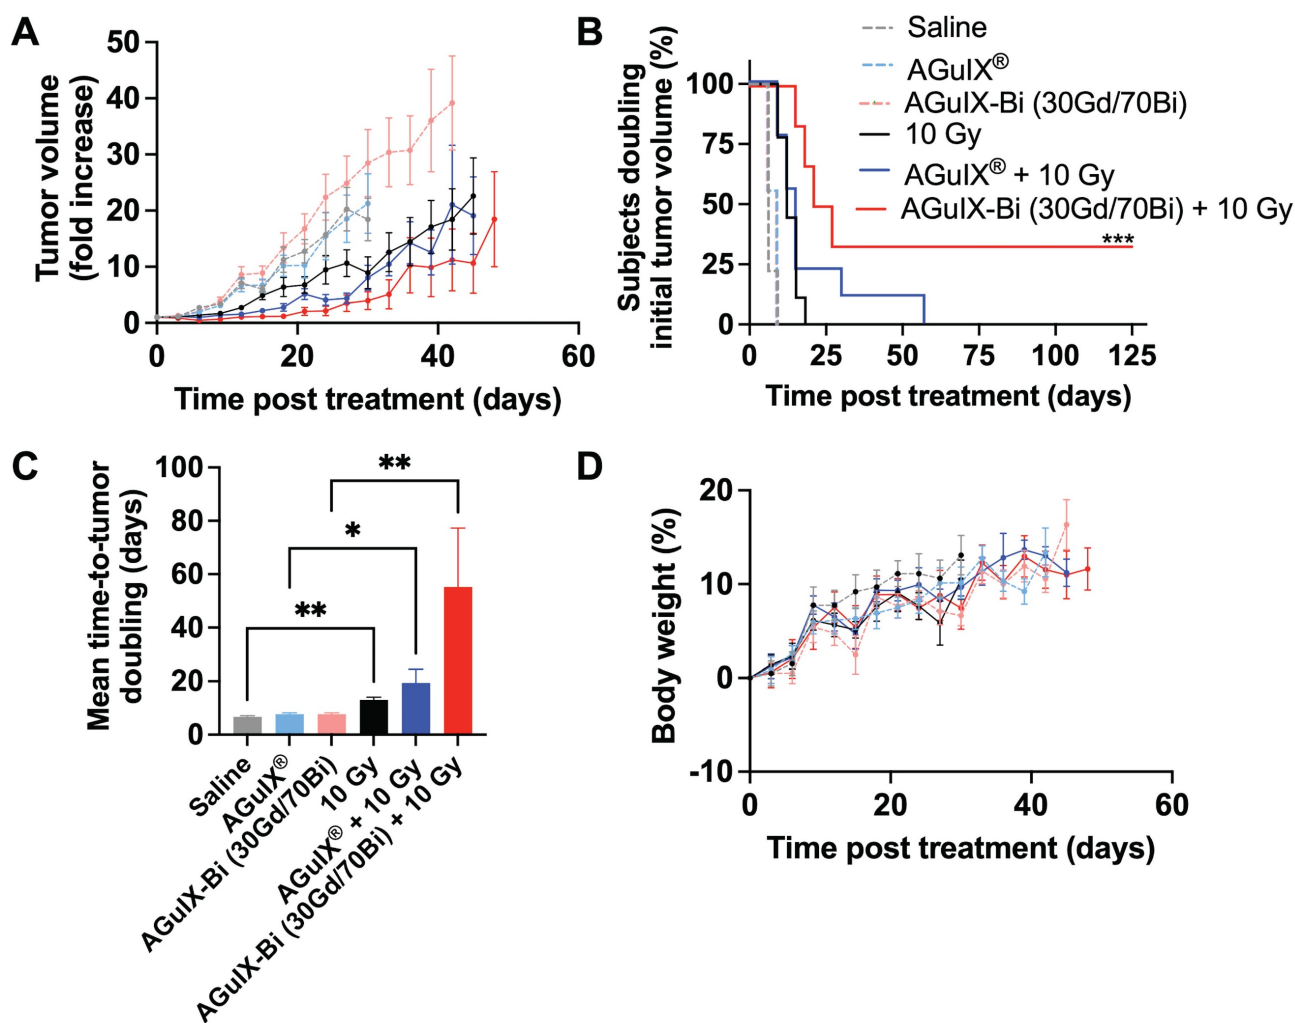 A
Tumor volume
(fold increase)
50
40
30
20
10
0
0 20 40 60
Time post treatment (days)
B
Subjects doubling
initial tumor volume (%)
100
75
50
25
0
0 25 50 75 100 125
Time post treatment (days)
Saline
AGuIX®
AGuIX-Bi (30Gd/70Bi)
10 Gy
AGuIX® + 10 Gy
AGuIX-Bi (30Gd/70Bi) + 10 Gy
***
C
Mean time-to-tumor
doubling (days)
100
80
60
40
20
0
**
*
**
Saline
AGuIX®
AGuIX-Bi (30Gd/70Bi)
10 Gy
AGuIX® + 10 Gy
AGuIX-Bi (30Gd/70Bi) + 10 Gy
D
Body weight (%)
20
10
0
-10
0 20 40 60
Time post treatment (days)